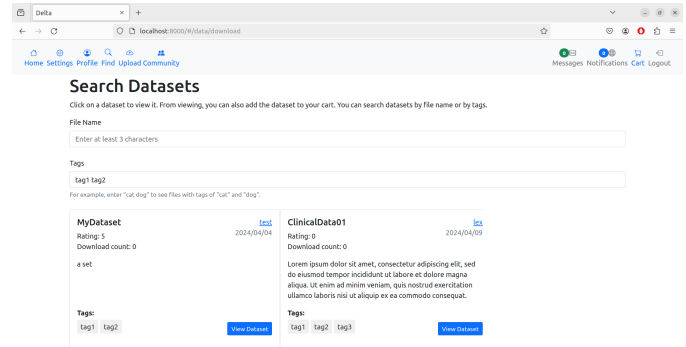 Delta
localhost:8000/#/data/download
0 0
Home Settings Profile Find Upload Community Messages Notifications Cart Logout
Search Datasets
Click on a dataset to view it. From viewing, you can also add the dataset to your cart. You can search datasets by file name or by tags.
File Name
Enter at least 3 characters
Tags
tag1 tag2
For example, enter "cat dog" to see files with tags of "cat" and "dog".
MyDataset test
Rating: 5 2024/04/04
Download count: 0
a set
Tags:
tag1 tag2
View Dataset
ClinicalData01 lex
Rating: 0 2024/04/09
Download count: 0
Lorem ipsum dolor sit amet, consectetur adipiscing elit, sed
do eiusmod tempor incididunt ut labore et dolore magna
aliqua. Ut enim ad minim veniam, quis nostrud exercitation
ullamco laboris nisi ut aliquip ex ea commodo consequat.
Tags:
tag1 tag2 tag3
View Dataset